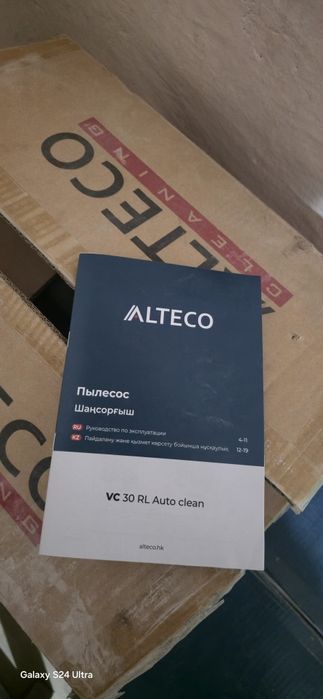 ALTECO
CLEANING
ALTECO
ALTECO
Пылесос
Шаңсорғыш
RU Руководство по эксплуатации 4-11
KZ Пайдалану және қызмет көрсету бойынша нұсқаулық 12-19
VC 30 RL Auto clean
alteco.hk
Galaxy S24 Ultra